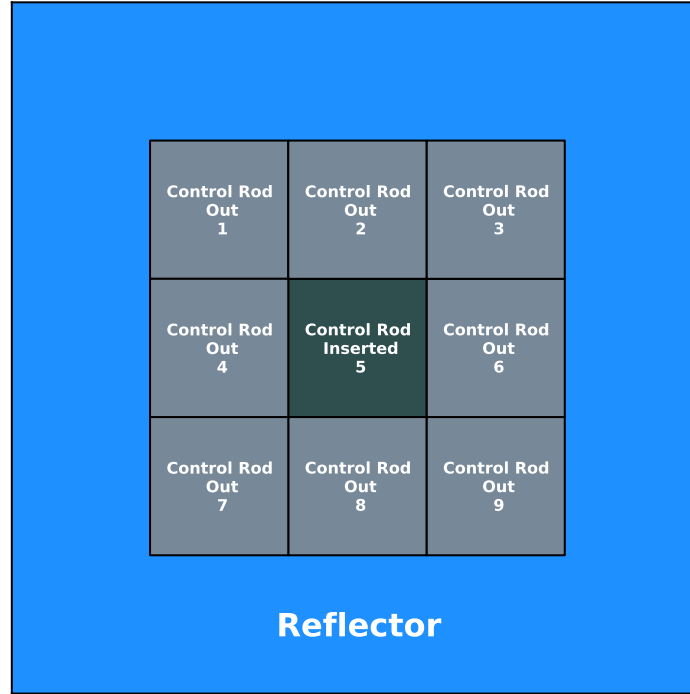 Control Rod
Out
1
Control Rod
Out
2
Control Rod
Out
3
Control Rod
Out
4
Control Rod
Inserted
5
Control Rod
Out
6
Control Rod
Out
7
Control Rod
Out
8
Control Rod
Out
9
Reflector